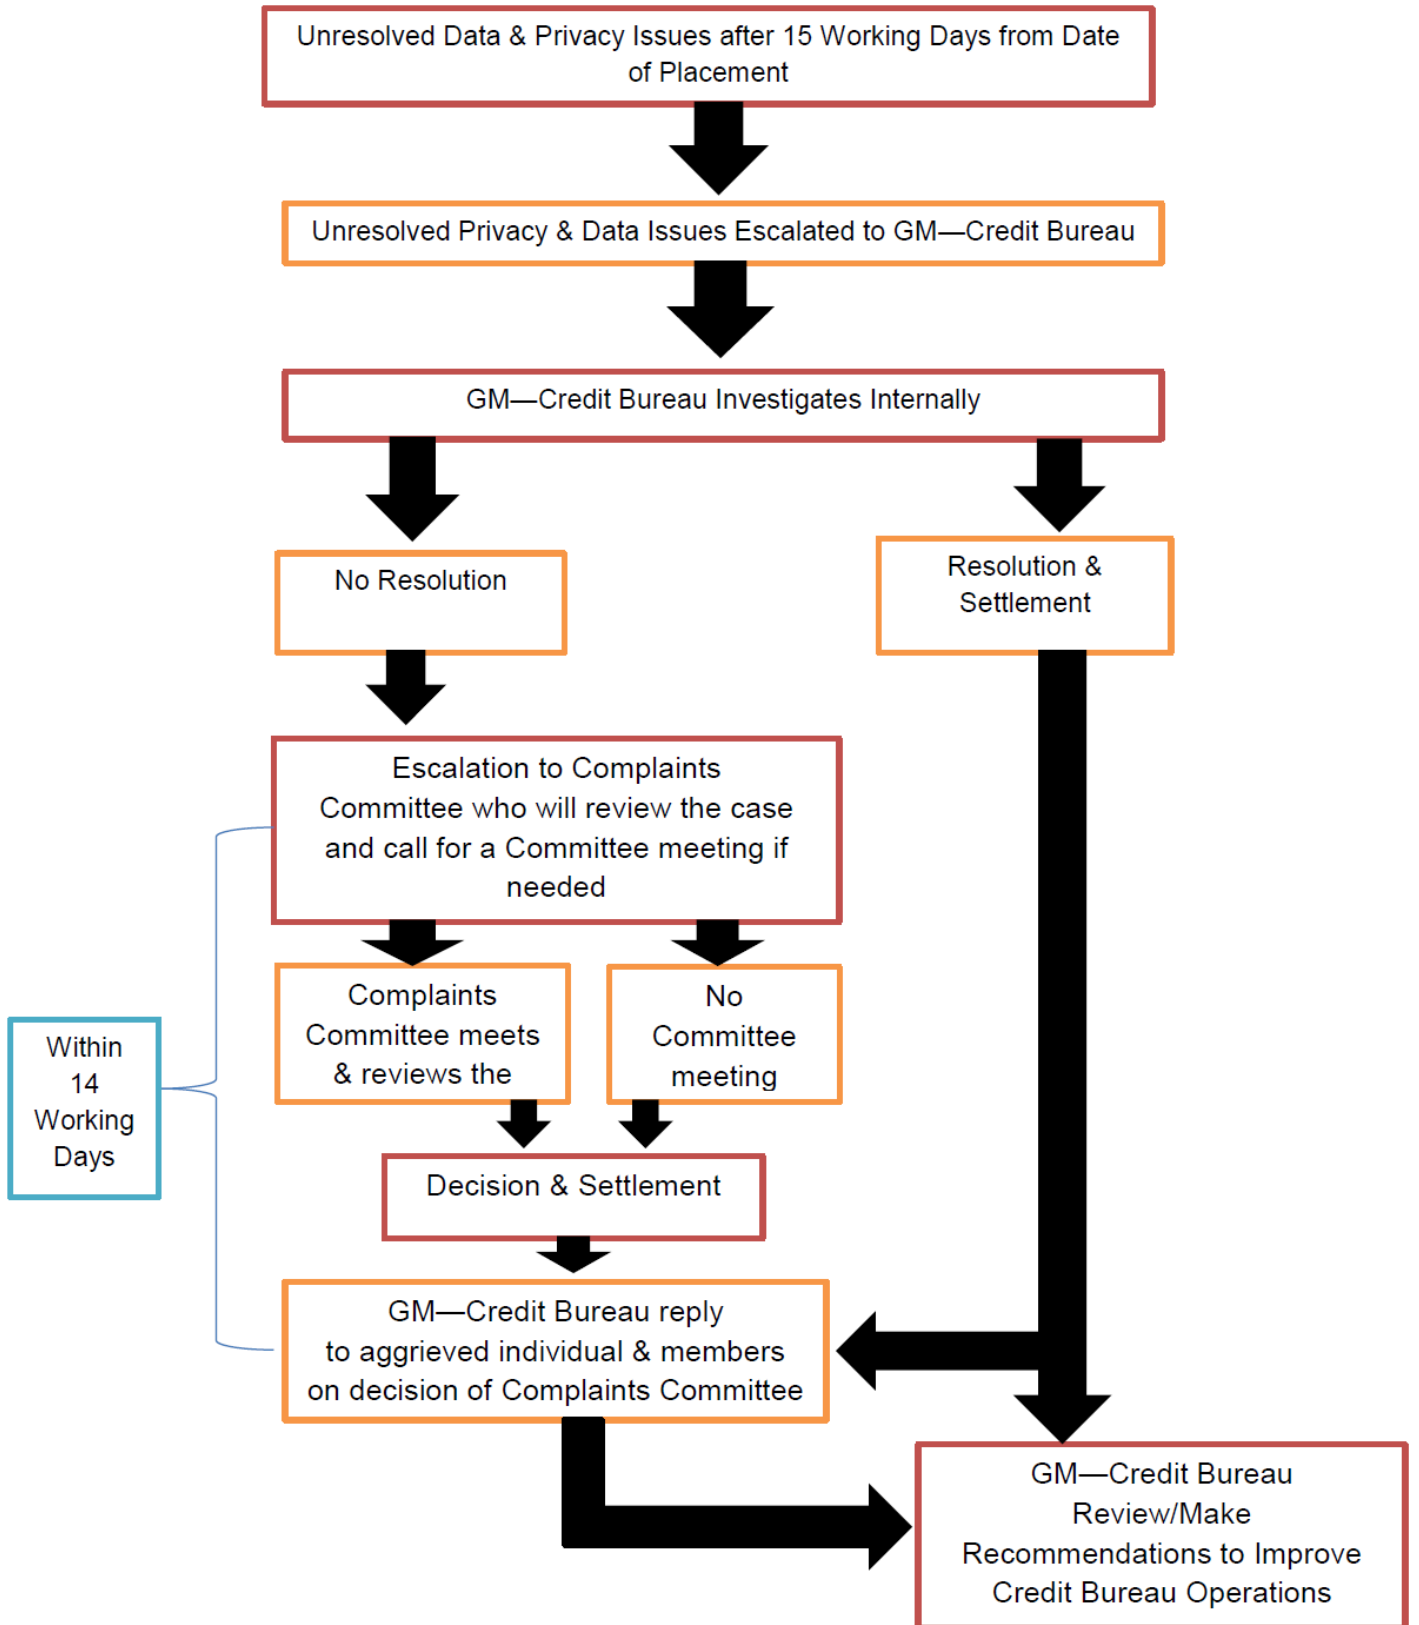 Unresolved Data & Privacy Issues after 15 Working Days from Date
of Placement
Unresolved Privacy & Data Issues Escalated to GM—Credit Bureau
GM—Credit Bureau Investigates Internally
No Resolution
Resolution &
Settlement
Escalation to Complaints
Committee who will review the case
and call for a Committee meeting if
needed
Complaints
Committee meets
& reviews the
No
Committee
meeting
Within
14
Working
Days
Decision & Settlement
GM—Credit Bureau reply
to aggrieved individual & members
on decision of Complaints Committee
GM—Credit Bureau
Review/Make
Recommendations to Improve
Credit Bureau Operations